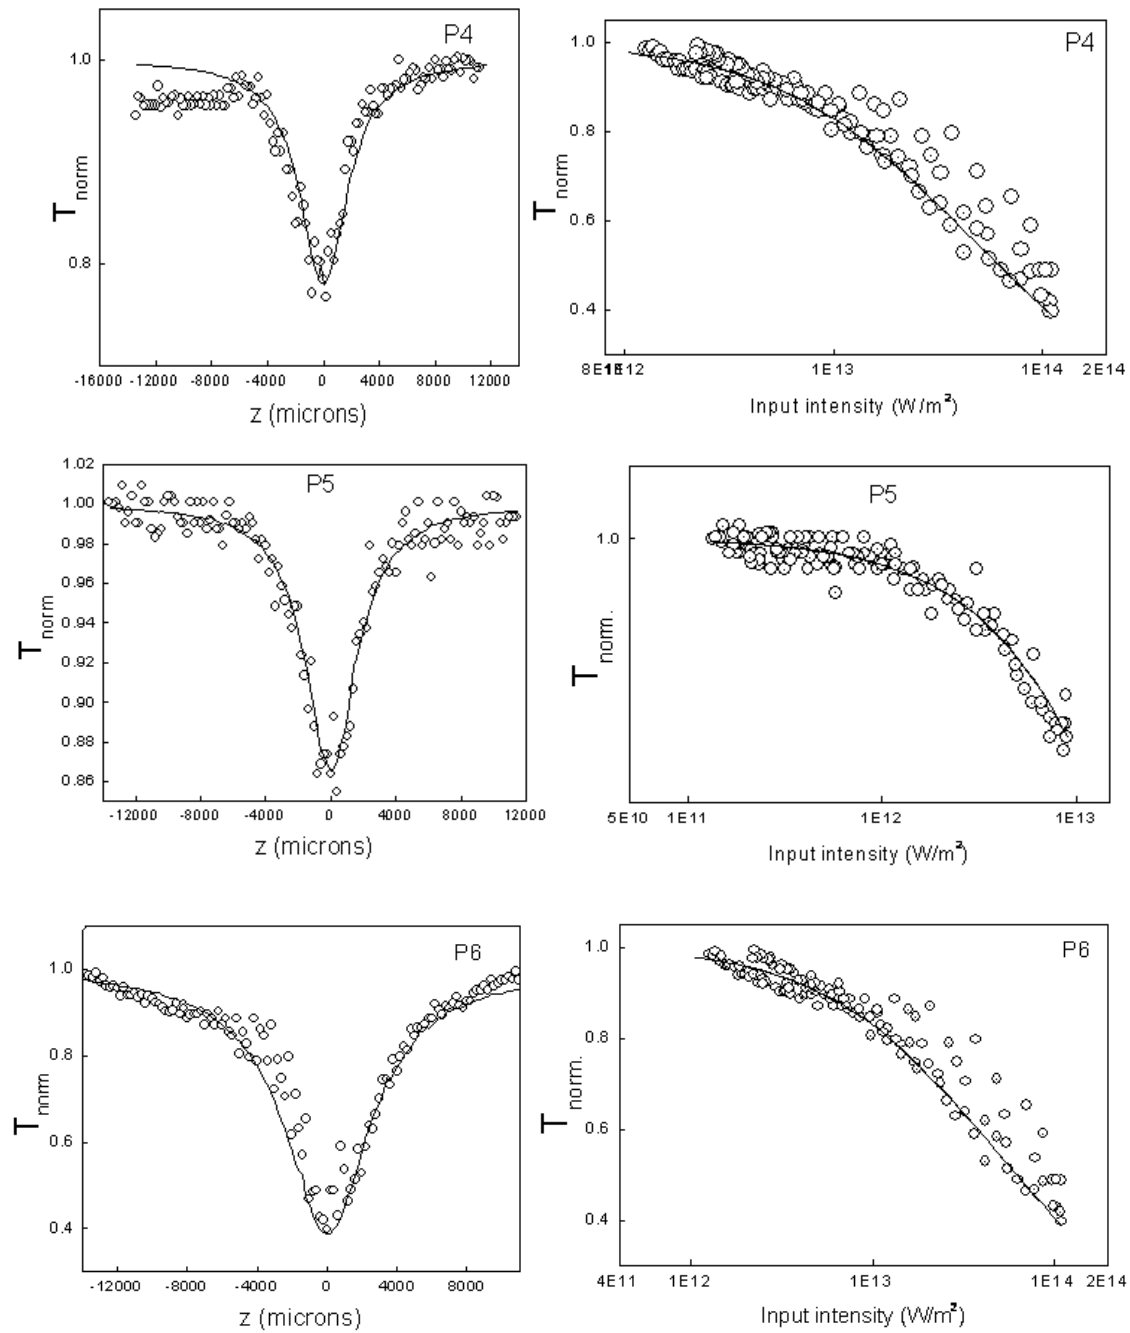 P4
1.0
0.8
T norm
-16000 -12000 -8000 -4000 0 4000 8000 12000
z (microns)
P4
1.0
0.8
0.6
0.4
T norm
1E13 1E14 2E14
Input intensity (W/m²)
P5
1.02
1.00
0.98
0.96
0.94
0.92
0.90
0.88
0.86
T norm
-12000 -8000 -4000 0 4000 8000 12000
z (microns)
P5
1.0
T norm.
5E10 1E11 1E12 1E13
Input intensity (W/m²)
P6
1.0
0.8
0.6
0.4
T norm
-12000 -8000 -4000 0 4000 8000
z (microns)
P6
1.0
0.8
0.6
0.4
T norm.
4E11 1E12 1E13 1E14 2E14
Input intensity (W/m²)